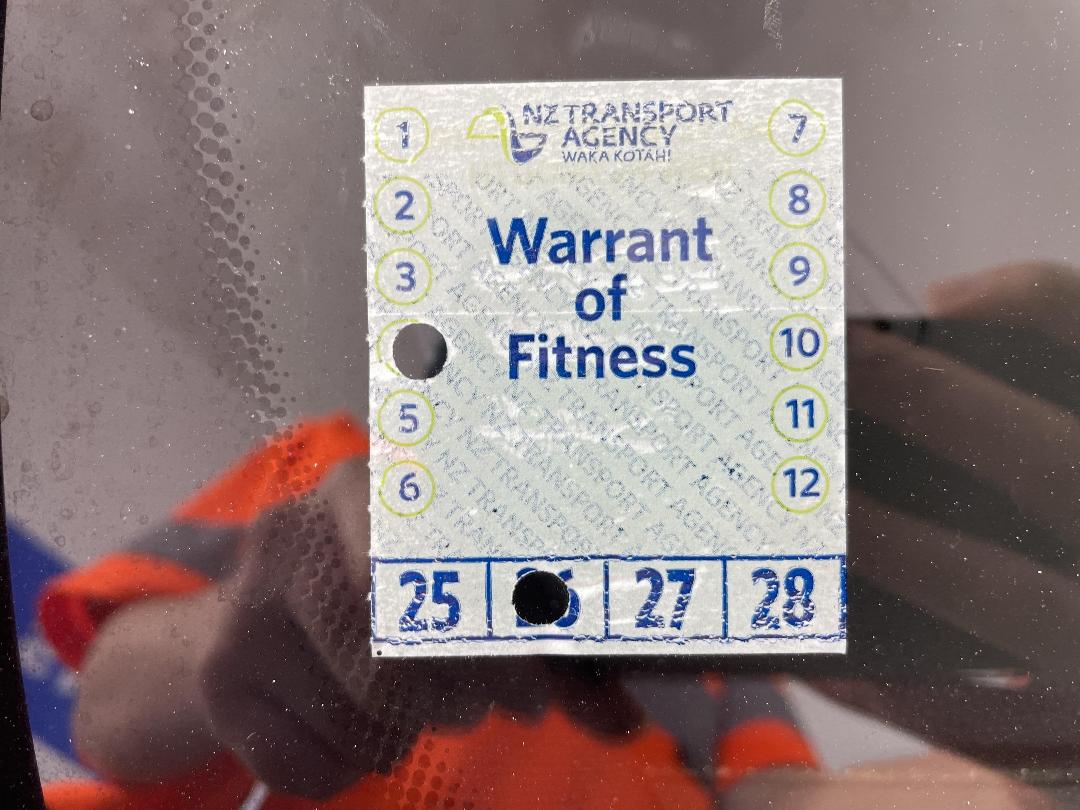 NZ TRANSPORT
AGENCY
WAKA KOTAHI
Warrant
of
Fitness
1
2
3
5
6
7
8
9
10
11
12
25
27
28